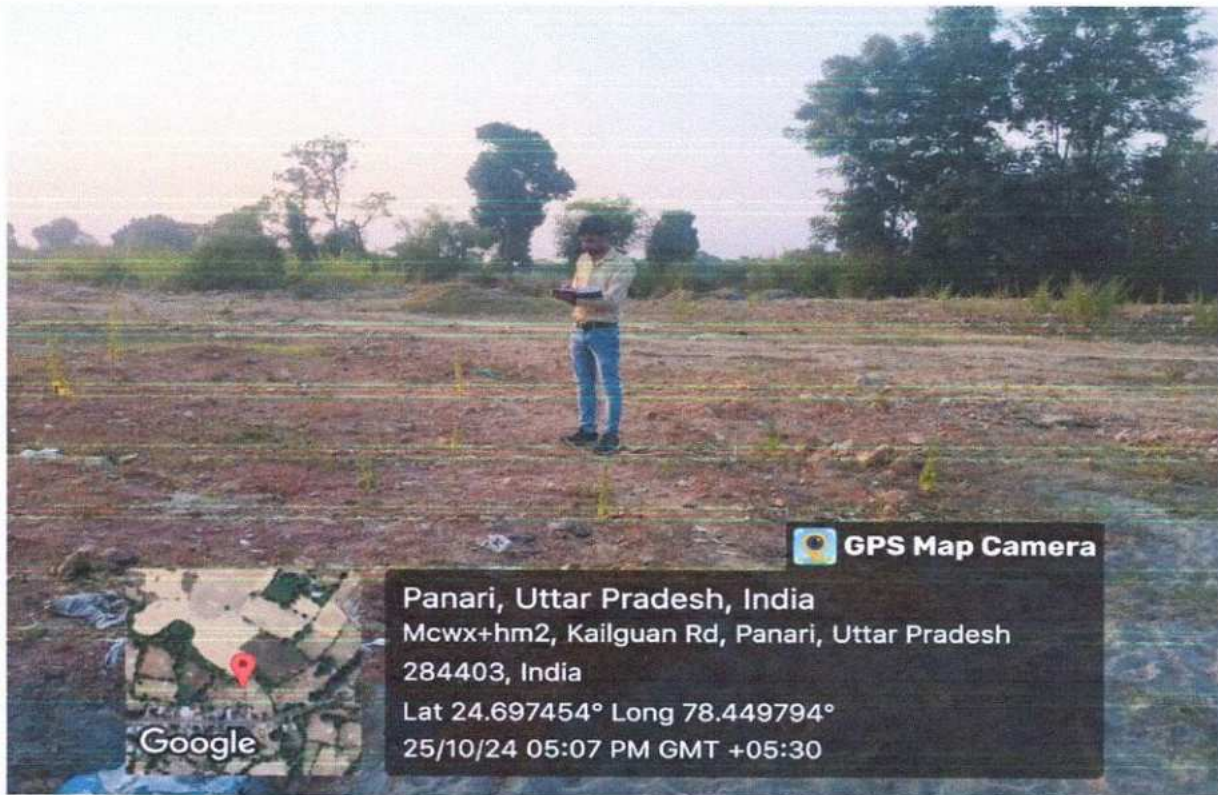 GPS Map Camera
Panari, Uttar Pradesh, India
Mcwx+hm2, Kailguan Rd, Panari, Uttar Pradesh
284403, India
Lat 24.697454° Long 78.449794°
25/10/24 05:07 PM GMT +05:30
Google